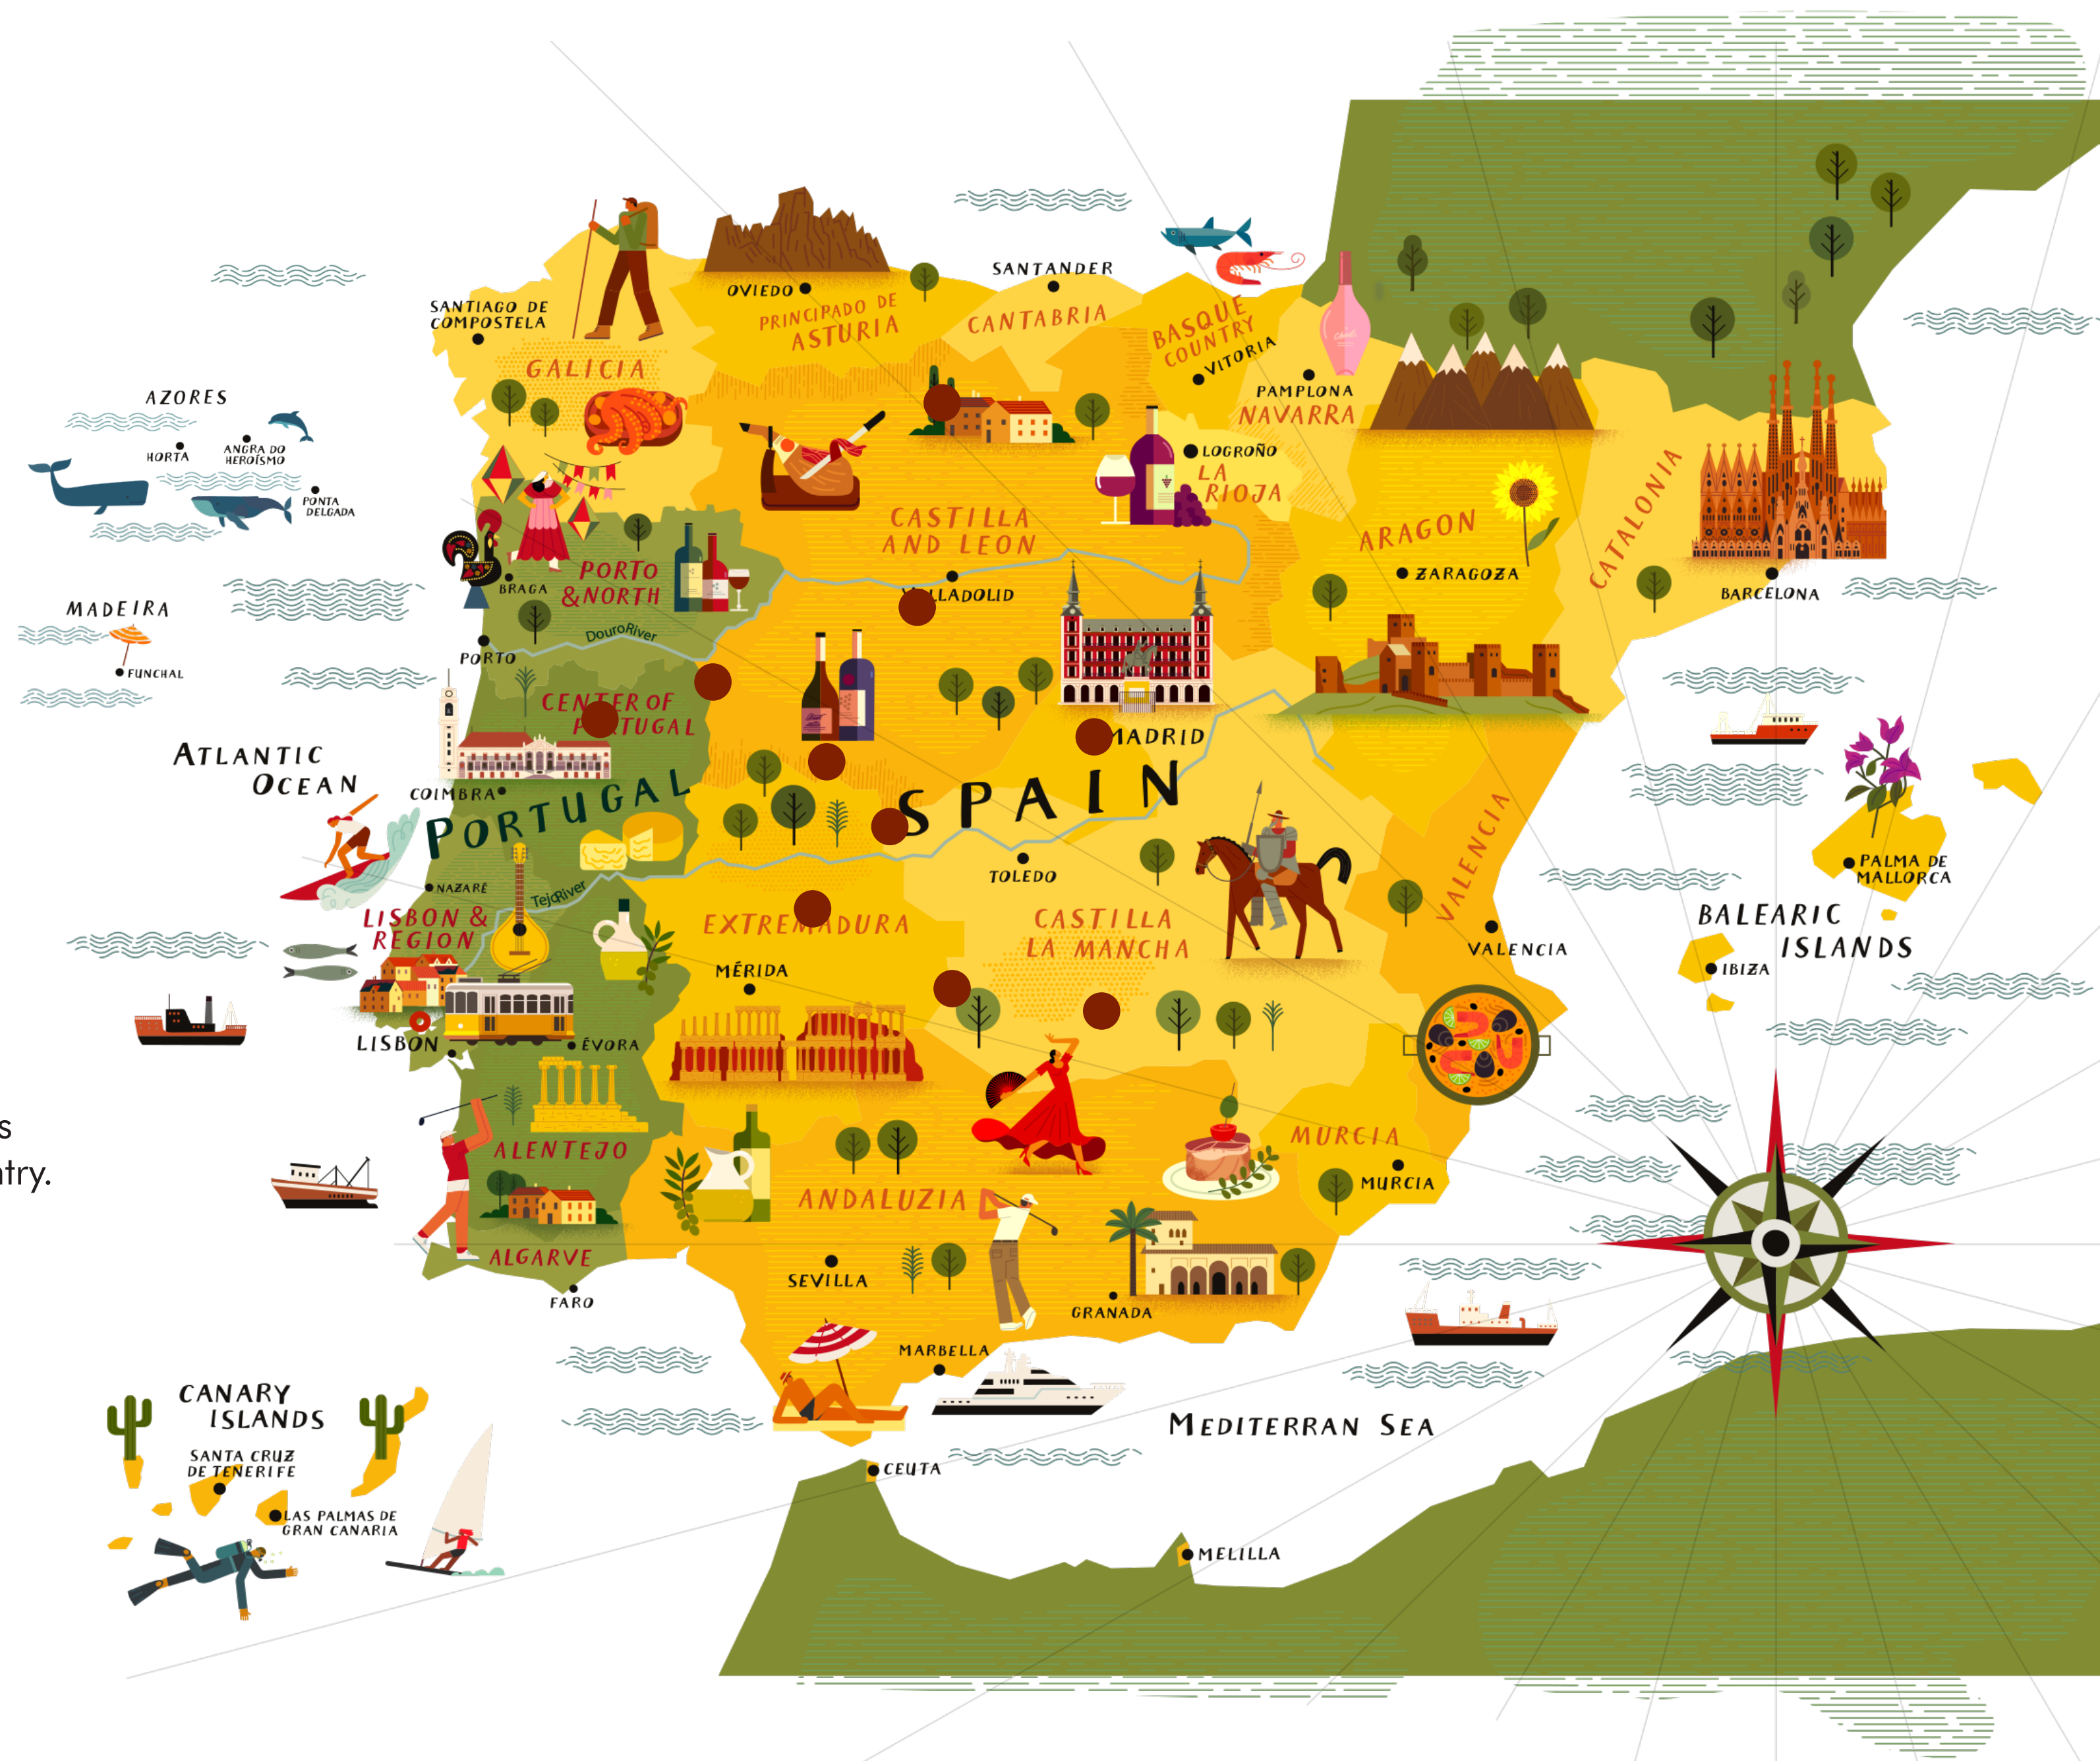 SANTANDER
OVIEDO
PRINCIPADO DE
ASTURIA
CANTABRIA
BASQUE
COUNTRY
VITORIA
SANTIAGO DE
COMPOSTELA
GALICIA
PAMPLONA
NAVARRA
LOGROÑO
LA
RIOJA
AZORES
HORTA
ANGRA DO
HEROÍSMO
PONTA
DELGADA
CASTILLA
AND LEON
ARAGON
CATALONIA
ZARAGOZA
BARCELONA
PORTO
&NORTH
BRAGA
LLADOLID
MADEIRA
FUNCHAL
DouroRiver
PORTO
CENTER OF
PORTUGAL
MADRID
ATLANTIC
OCEAN
COIMBRA
PORTUGAL
SPAIN
VALENCIA
PALMA DE
MALLORCA
TOLEDO
NAZARÉ
TejoRiver
LISBON &
REGION
EXTREMADURA
CASTILLA
LA MANCHA
BALEARIC
ISLANDS
VALENCIA
IBIZA
MÉRIDA
LISBON
ÉVORA
s
ntry.
ALENTEJO
MURCIA
MURCIA
ANDALUZIA
ALGARVE
SEVILLA
FARO
GRANADA
MARBELLA
CANARY
ISLANDS
SANTA CRUZ
DE TENERIFE
LAS PALMAS DE
GRAN CANARIA
MEDITERRAN SEA
CEUTA
MELILLA